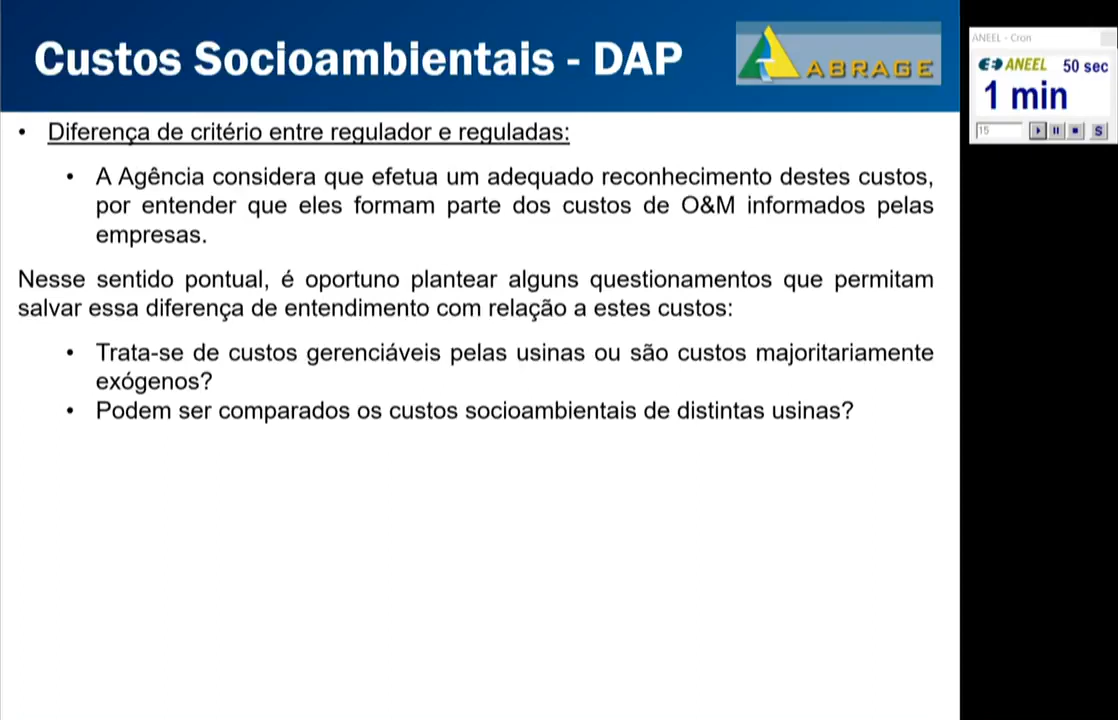 Custos Socioambientais - DAP
ABRAGE
• Diferença de critério entre regulador e reguladas:
• A Agência considera que efetua um adequado reconhecimento destes custos,
por entender que eles formam parte dos custos de O&M informados pelas
empresas.
Nesse sentido pontual, é oportuno plantear alguns questionamentos que permitam
salvar essa diferença de entendimento com relação a estes custos:
• Trata-se de custos gerenciáveis pelas usinas ou são custos majoritariamente
exógenos?
• Podem ser comparados os custos socioambientais de distintas usinas?
ANEEL - Cron
ANEEL 50 sec
1 min
15 S